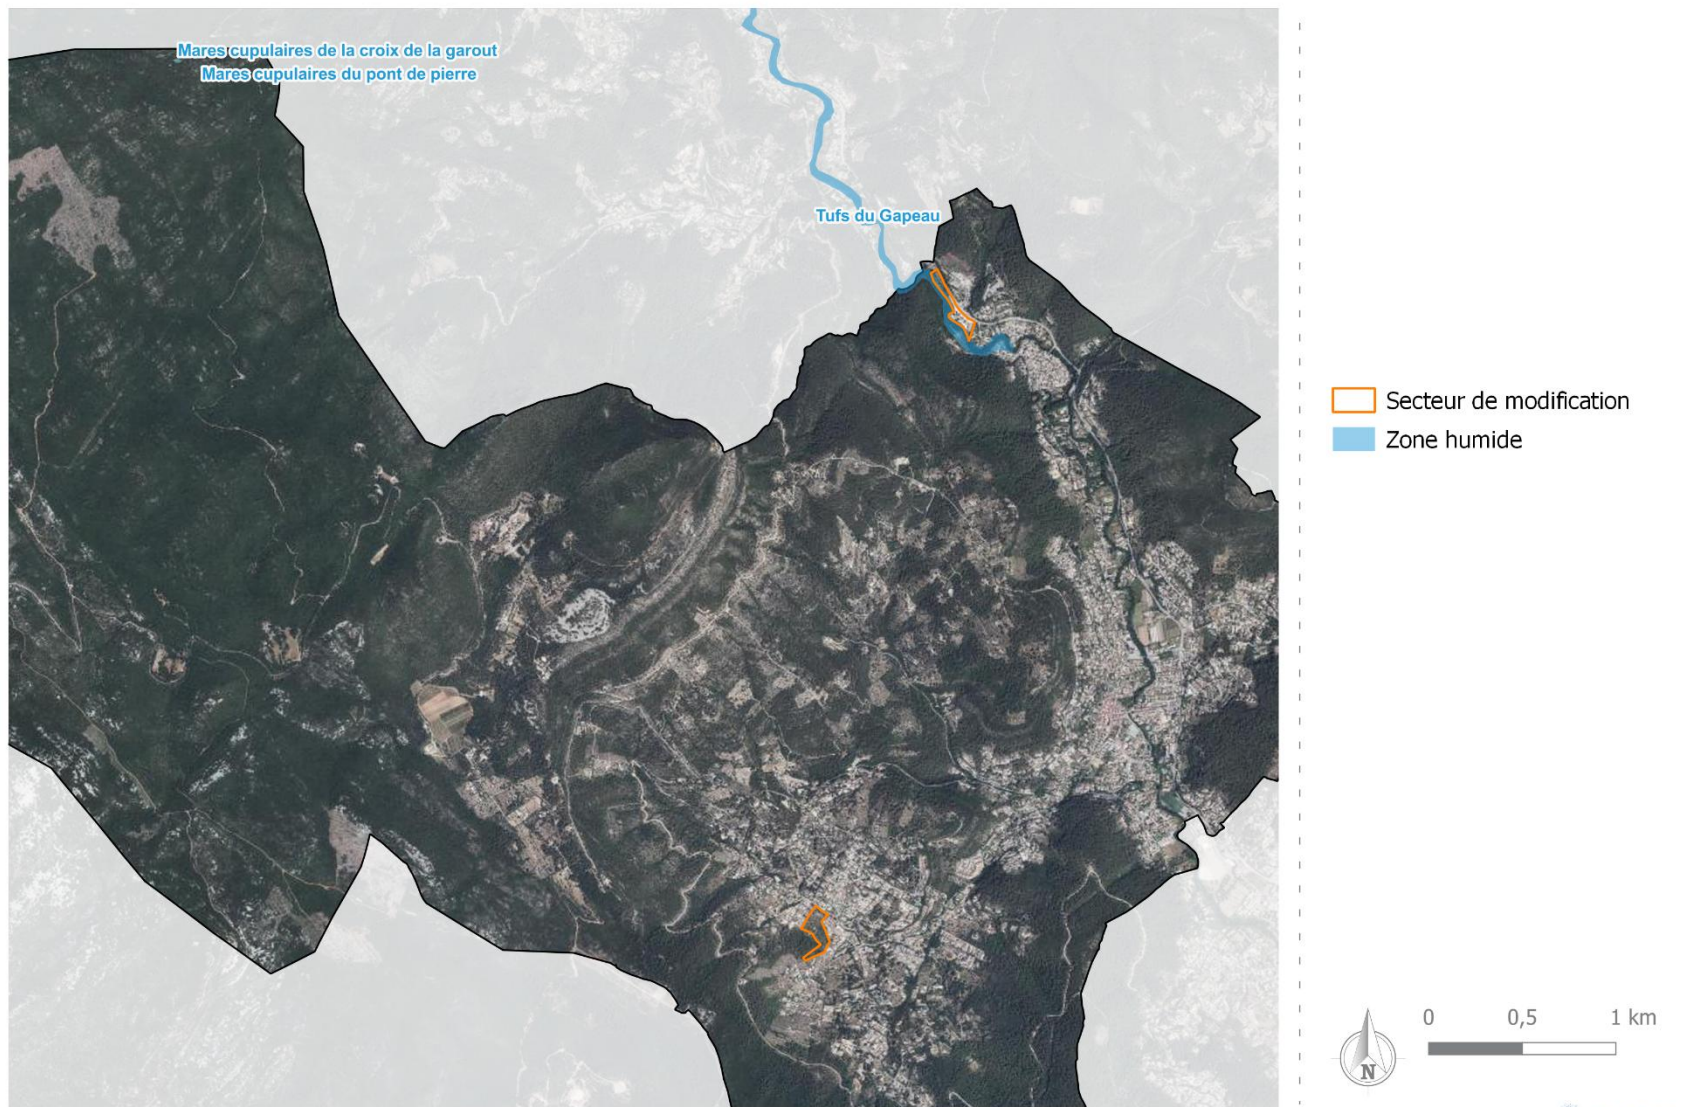 Mares cupulaires de la croix de la garout
Mares cupulaires du pont de pierre
Tufs du Gapeau
Secteur de modification
Zone humide
0 0,5 1 km
N